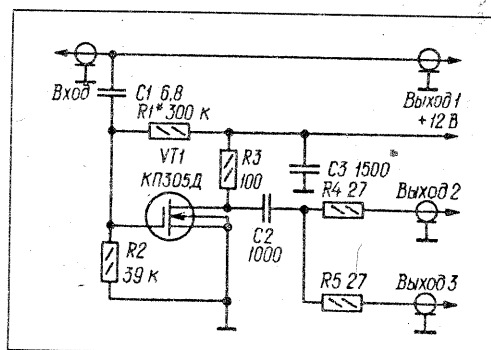 Вход
C1 6,8
R1* 300 к
Выход 1
+12 В
VT1
КП305Д
R3
100
C3 1500
R4 27
Выход 2
C2
1000
R2
39 к
R5 27
Выход 3